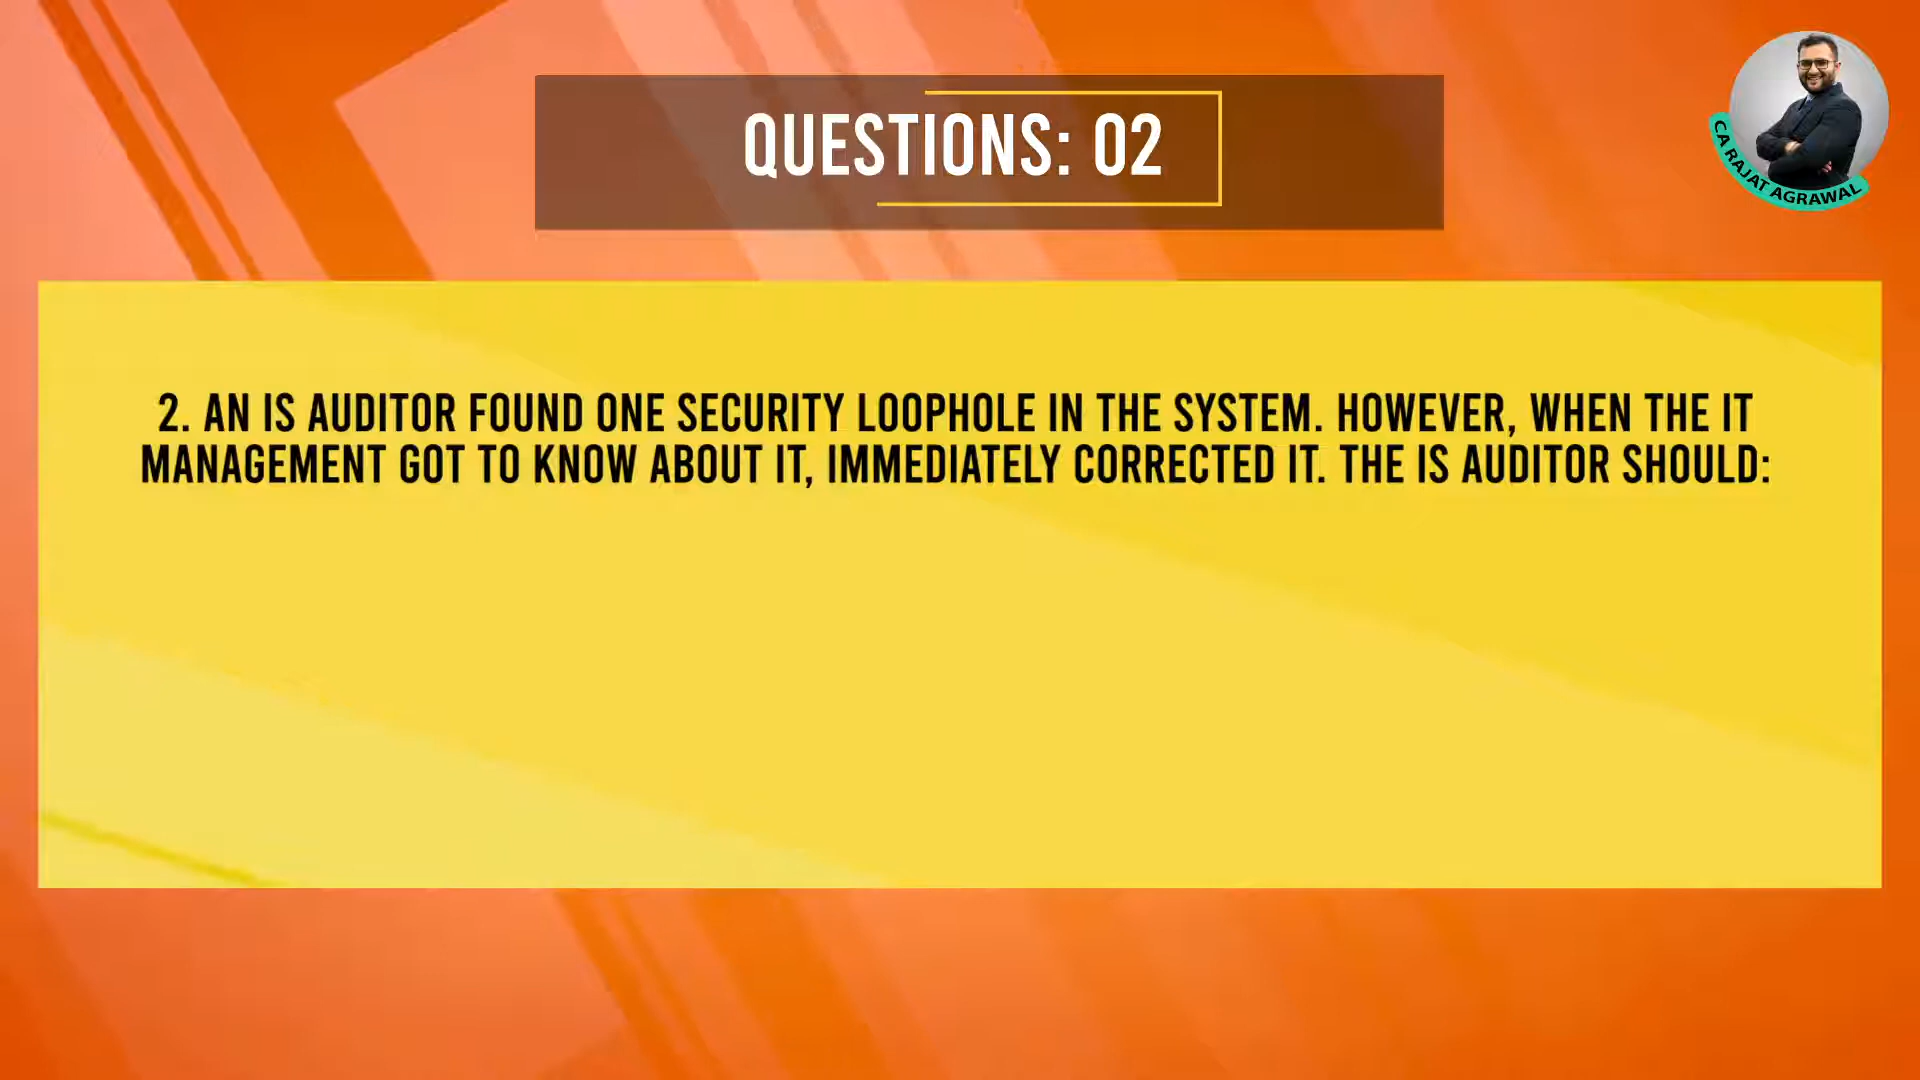 QUESTIONS: 02
CA RAJAT AGRAWAL
2. AN IS AUDITOR FOUND ONE SECURITY LOOPHOLE IN THE SYSTEM. HOWEVER, WHEN THE IT
MANAGEMENT GOT TO KNOW ABOUT IT, IMMEDIATELY CORRECTED IT. THE IS AUDITOR SHOULD: